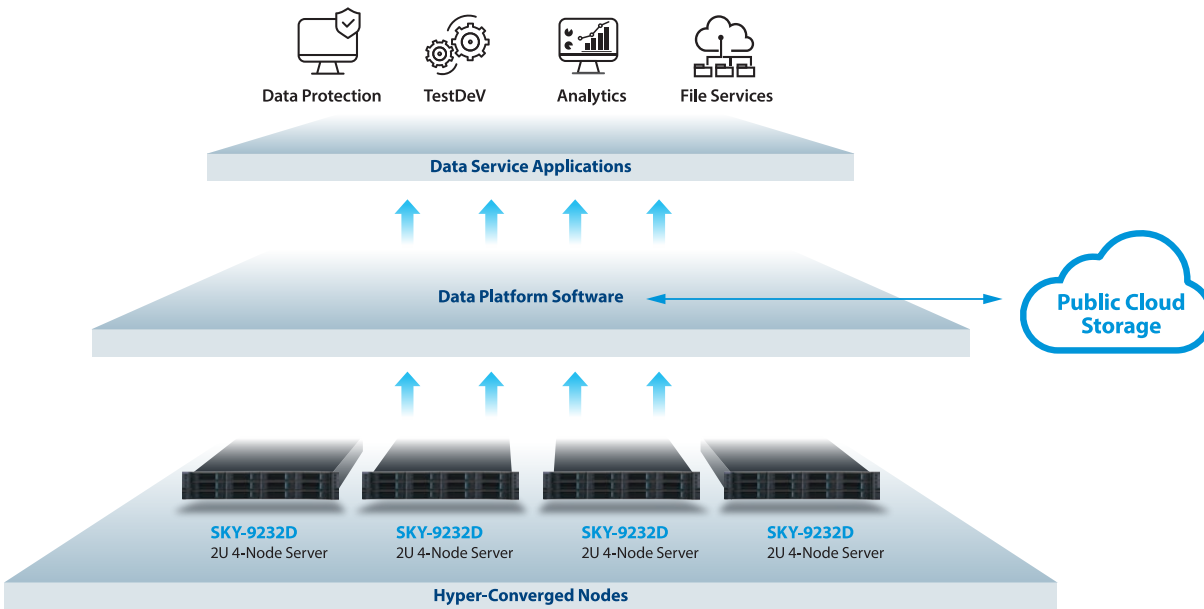 Data Protection
TestDeV
Analytics
File Services
Data Service Applications
Data Platform Software
Public Cloud
Storage
SKY-9232D
2U 4-Node Server
SKY-9232D
2U 4-Node Server
SKY-9232D
2U 4-Node Server
SKY-9232D
2U 4-Node Server
Hyper-Converged Nodes